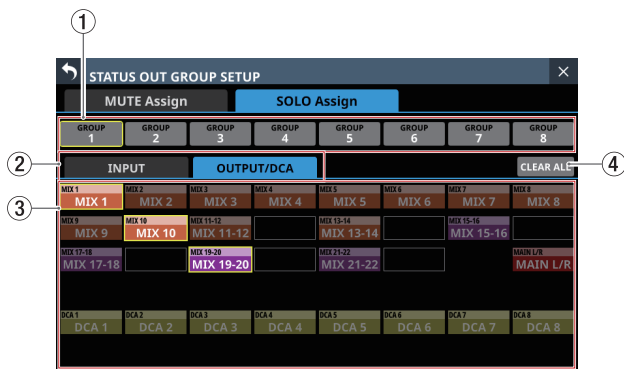 1
STATUS OUT GROUP SETUP
MUTE Assign SOLO Assign
GROUP GROUP GROUP GROUP GROUP GROUP GROUP GROUP
1 2 3 4 5 6 7 8
2 INPUT OUTPUT/DCA CLEAR ALL 4
MIX 1 MIX 2 MIX 3 MIX 4 MIX 5 MIX 6 MIX 7 MIX 8
3 MIX 1 MIX 2 MIX 3 MIX 4 MIX 5 MIX 6 MIX 7 MIX 8
MIX 9 MIX 10 MIX 11-12 MIX 13-14 MIX 15-16
MIX 9 MIX 10 MIX 11-12 MIX 13-14 MIX 15-16
MIX 17-18 MIX 19-20 MIX 21-22 MAIN L/R
MIX 17-18 MIX 19-20 MIX 21-22 MAIN L/R
DCA 1 DCA 2 DCA 3 DCA 4 DCA 5 DCA 6 DCA 7 DCA 8
DCA 1 DCA 2 DCA 3 DCA 4 DCA 5 DCA 6 DCA 7 DCA 8